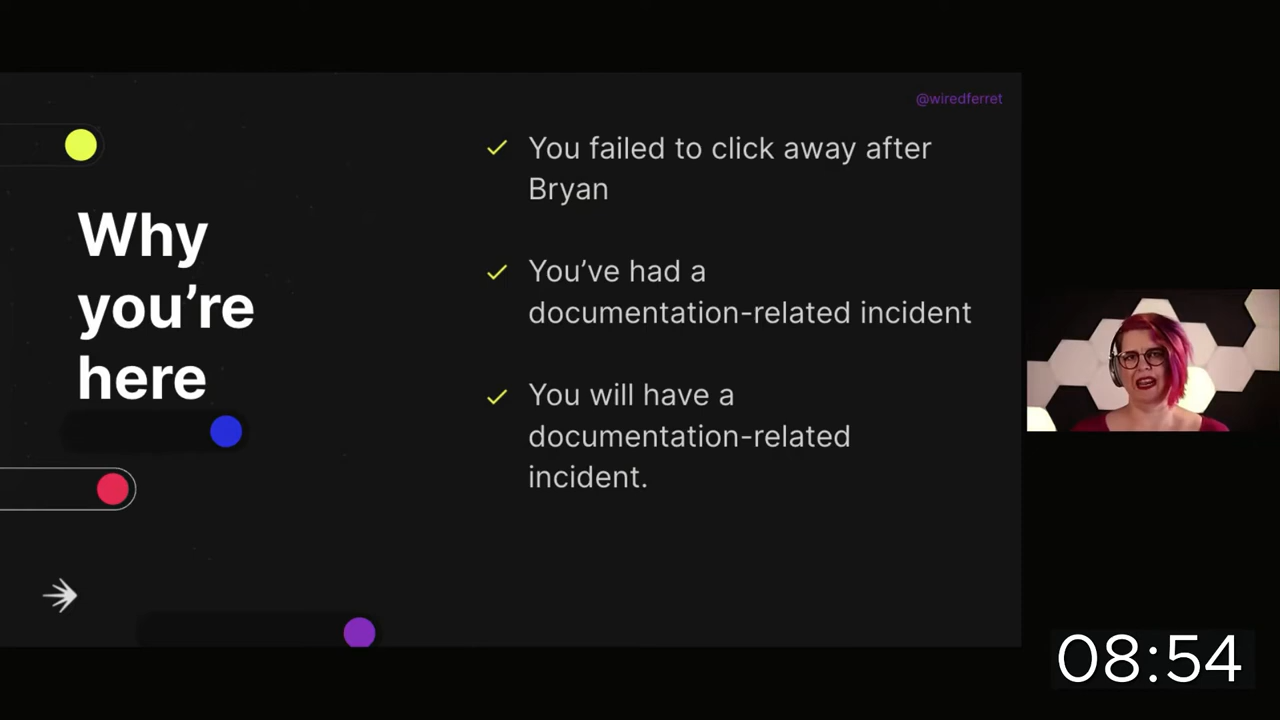 @wiredferret
Why
you’re
here
You failed to click away after
Bryan
You’ve had a
documentation-related incident
You will have a
documentation-related
incident.
08:54